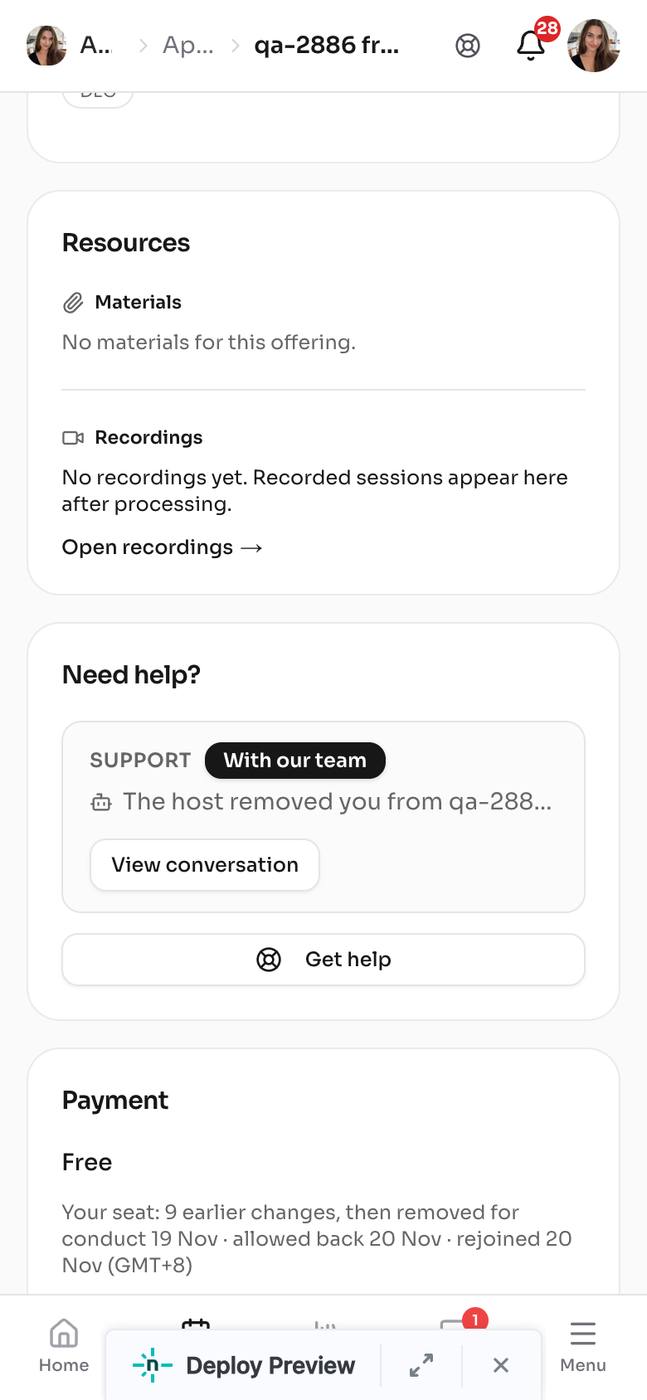 A...
Ap...
qa-2886 fr...
28
Resources
Materials
No materials for this offering.
Recordings
No recordings yet. Recorded sessions appear here
after processing.
Open recordings →
Need help?
SUPPORT
With our team
The host removed you from qa-288...
View conversation
Get help
Payment
Free
Your seat: 9 earlier changes, then removed for
conduct 19 Nov · allowed back 20 Nov · rejoined 20
Nov (GMT+8)
1
Home
Deploy Preview
Menu